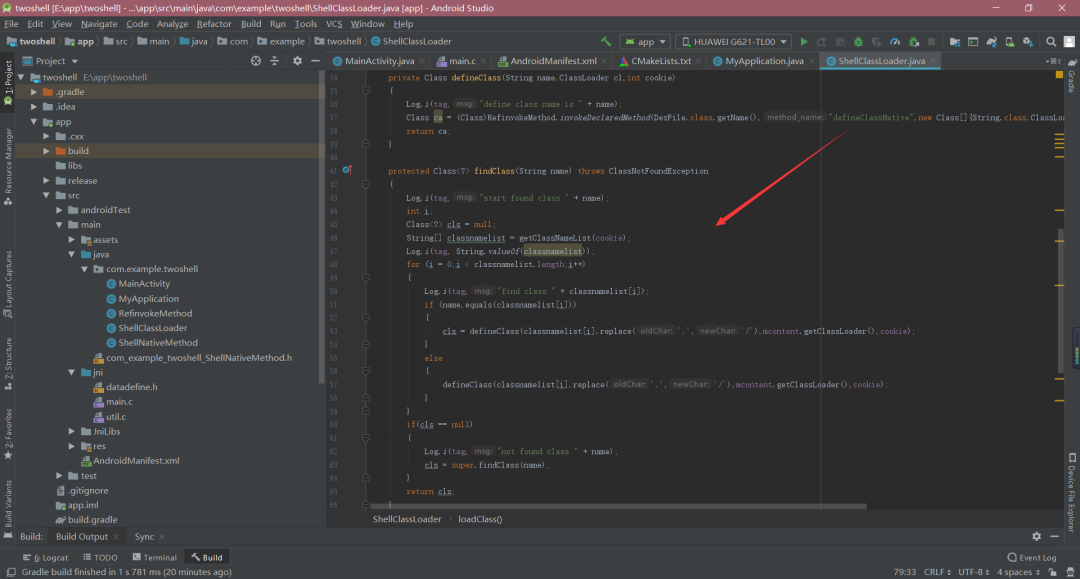 twoshell [E:\app\twoshell] - ...\app\src\main\java\com\example\twoshell\ShellClassLoader.java [app] - Android Studio
File Edit View Navigate Code Analyze Refactor Build Run Tools VCS Window Help
twoshell app src main java com example twoshell ShellClassLoader app HUAWEI G621-TL00
Project MainActivity.java main.c AndroidManifest.xml CMakeLists.txt MyApplication.java ShellClassLoader.java
1: Project
Resource Manager
Layout Captures
Z: Structure
2: Favorites
Build Variants
twoshell E:\app\twoshell
.gradle
.idea
app
.cxx
build
libs
release
src
androidTest
main
assets
java
com.example.twoshell
MainActivity
MyApplication
RefinvokeMethod
ShellClassLoader
ShellNativeMethod
com_example_twoshell_ShellNativeMethod.h
jni
datadefine.h
main.c
util.c
JniLibs
res
AndroidManifest.xml
test
.gitignore
app.iml
build.gradle
34 private Class defineClass(String name,ClassLoader cl,int cookie)
35 {
36 Log.i(tag, msg: "define class name is " + name);
37 Class ca = (Class)RefinvokeMethod.invokeDeclaredMethod(DexFile.class.getName(), method_name: "defineClassNative",new Class[]{String.class,ClassLoa
38 return ca;
39 }
40
41 protected Class<?> findClass(String name) throws ClassNotFoundException
42 {
43 Log.i(tag, msg: "start found class " + name);
44 int i;
45 Class<?> cls = null;
46 String[] classnamelist = getClassNameList(cookie);
47 Log.i(tag, String.valueOf(classnamelist));
48 for (i = 0;i < classnamelist.length;i++)
49 {
50 Log.i(tag, msg: "find class " + classnamelist[i]);
51 if (name.equals(classnamelist[i]))
52 {
53 cls = defineClass(classnamelist[i].replace( oldChar: '.', newChar: '/'),mcontent.getClassLoader(),cookie);
54 }
55 else
56 {
57 defineClass(classnamelist[i].replace( oldChar: '.', newChar: '/'),mcontent.getClassLoader(),cookie);
58 }
59 }
60 if(cls == null)
61 {
62 Log.i(tag, msg: "not found class " + name);
63 cls = super.findClass(name);
64 }
65 return cls;
66 }
ShellClassLoader loadClass()
Gradle
Device File Explorer
Build: Build Output Sync
6: Logcat TODO Terminal Build Event Log
Gradle build finished in 1 s 781 ms (20 minutes ago) 79:33 CRLF UTF-8 4 spaces